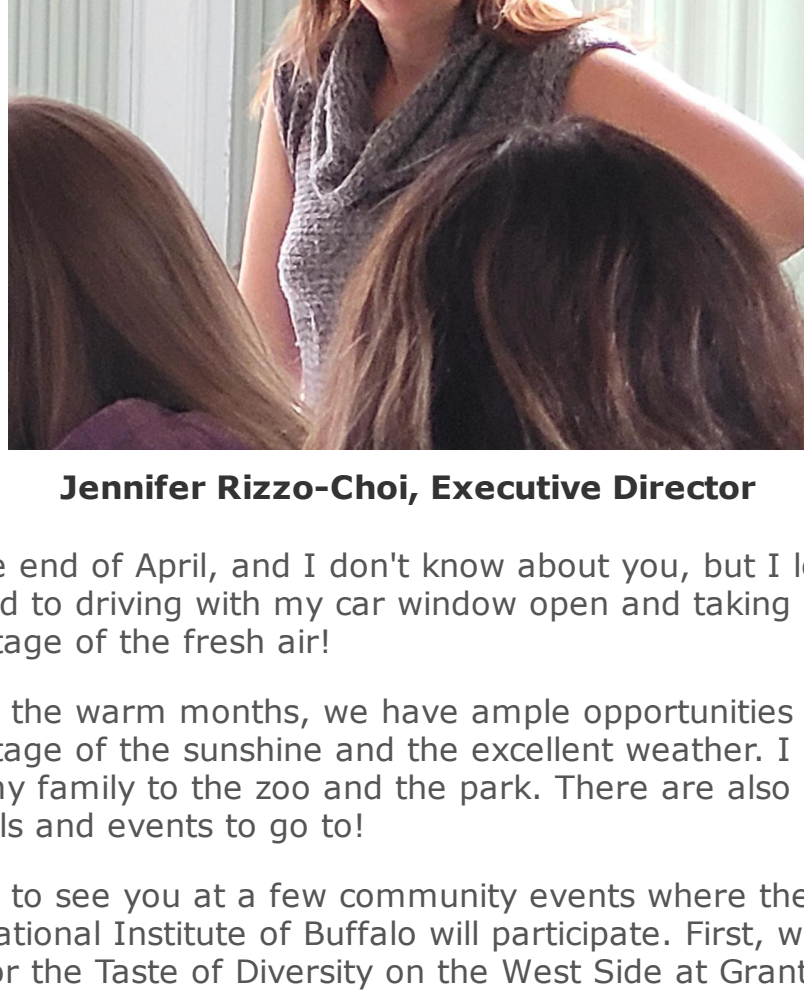 Jennifer Rizzo-Choi, Executive Director
end of April, and I don't know about you, but I
to driving with my car window open and taking
of the fresh air!
the warm months, we have ample opportunities
of the sunshine and the excellent weather. I
family to the zoo and the park. There are also
and events to go to!
to see you at a few community events where the
Institute of Buffalo will participate. First,
the Taste of Diversity on the West Side at Grant